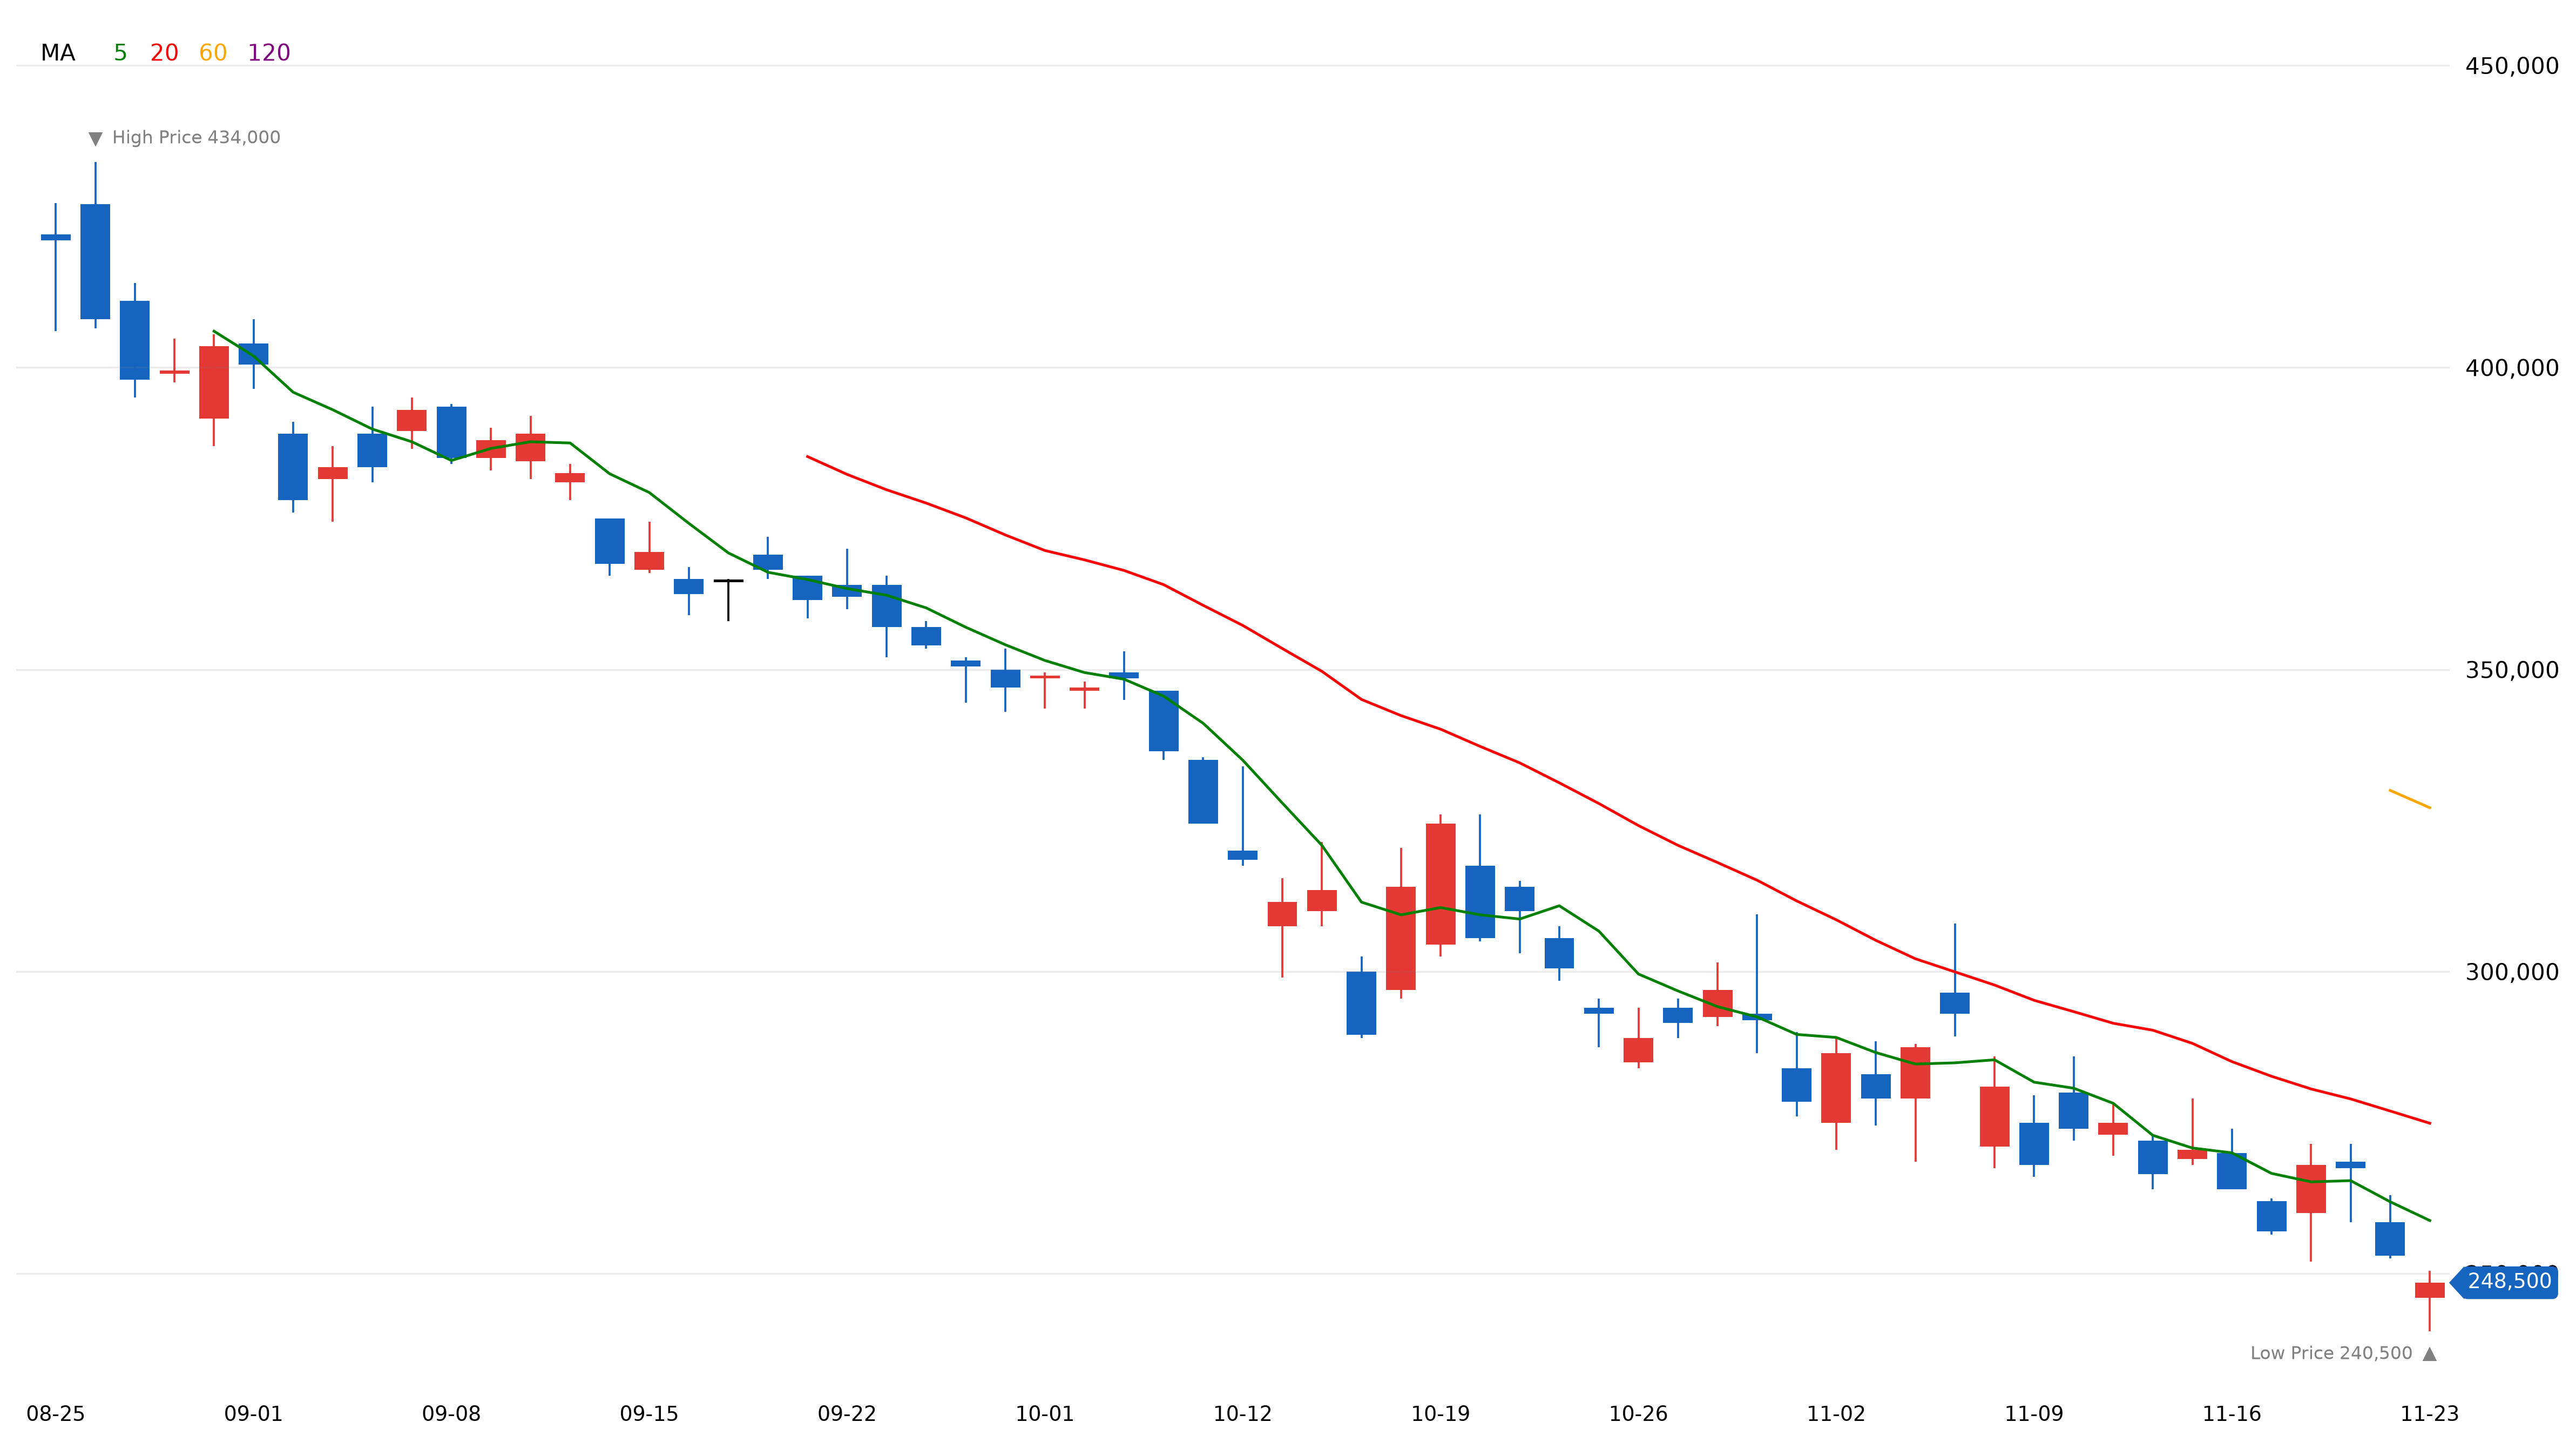 MA 5 20 60 120
450,000
High Price 434,000
400,000
350,000
300,000
248,500
Low Price 240,500
08-25 09-01 09-08 09-15 09-22 10-01 10-12 10-19 10-26 11-02 11-09 11-16 11-23